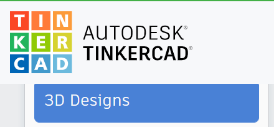 TIN
KER
CAD
AUTODESK®
TINKERCAD®
3D Designs